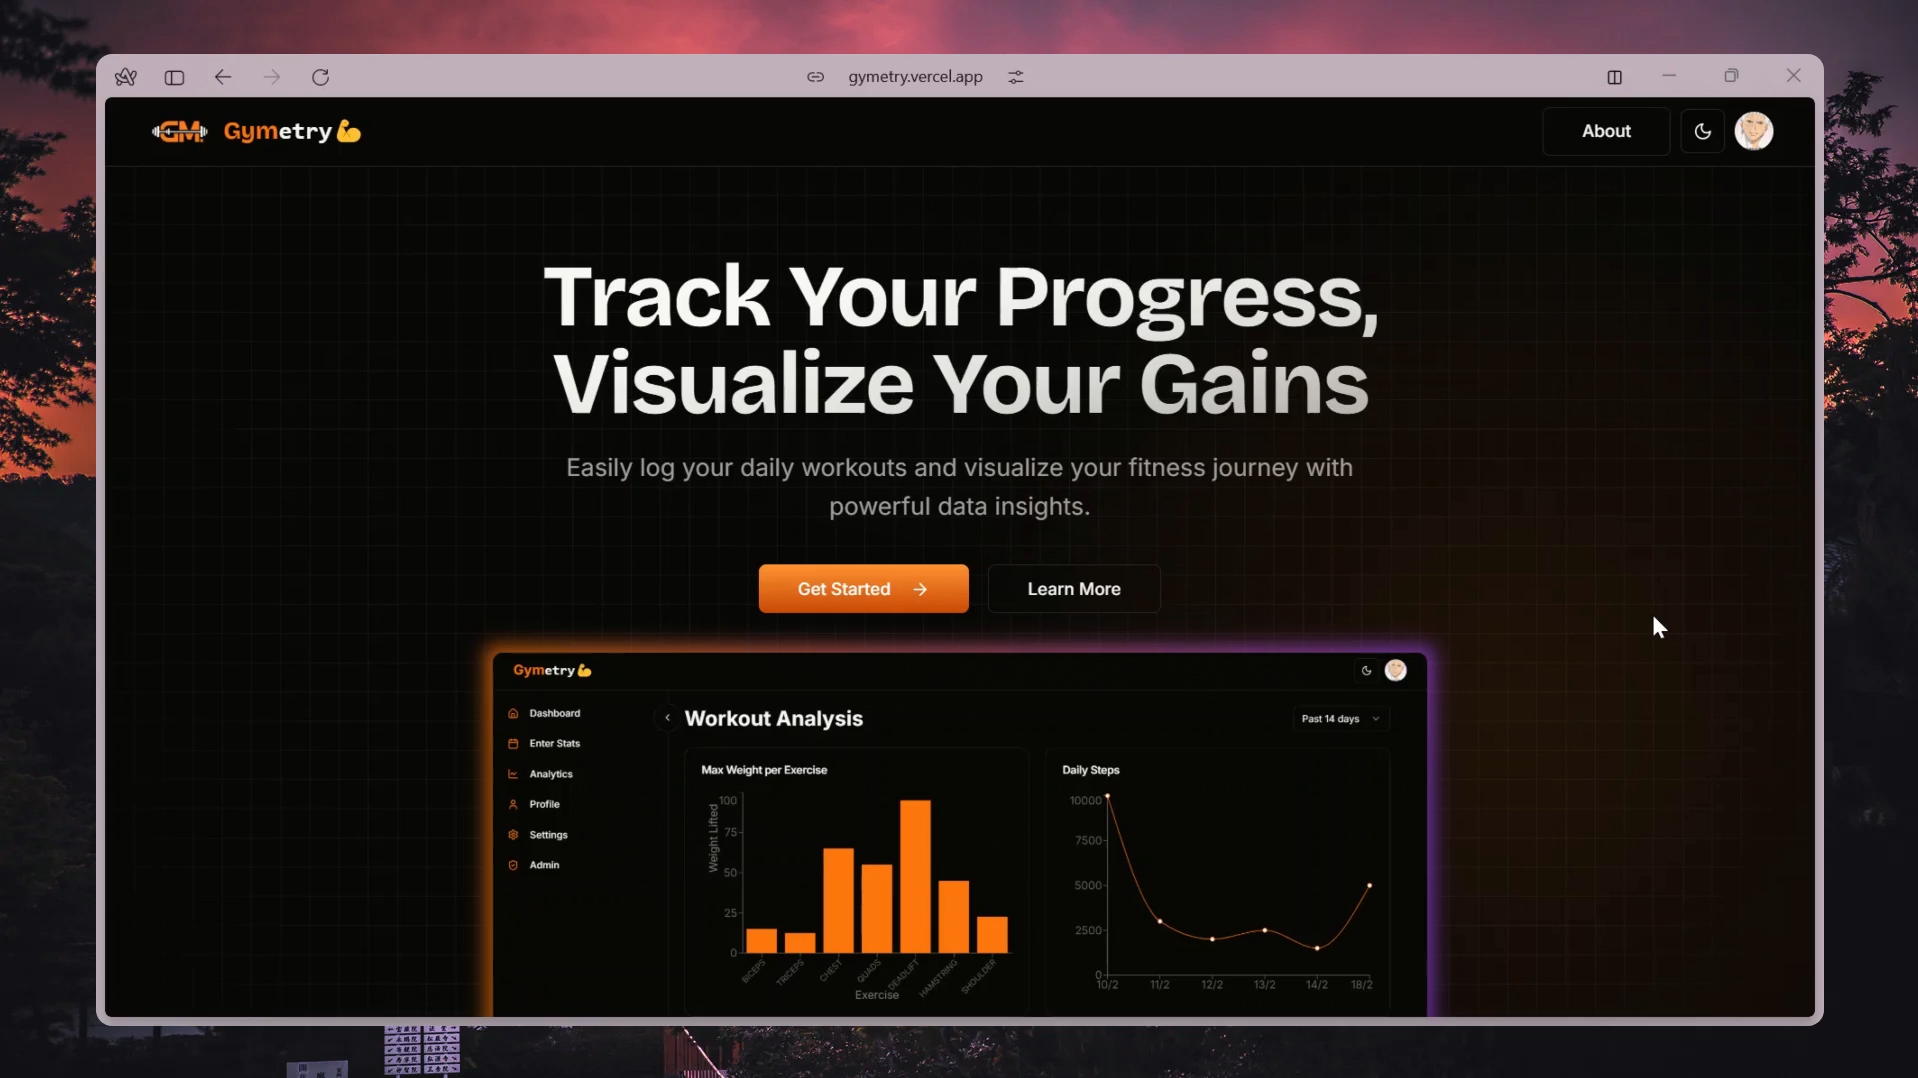 gymetry.vercel.app
GM
Gymetry
About
Track Your Progress,
Visualize Your Gains
Easily log your daily workouts and visualize your fitness journey with
powerful data insights.
Get Started
Learn More
Gymetry
Dashboard
Enter Stats
Analytics
Profile
Settings
Admin
Workout Analysis
Past 14 days
Max Weight per Exercise
Weight Lifted
100
75
50
25
0
BICEPS
TRICEPS
CHEST
QUADS
DEADLIFT
HAMSTRING
SHOULDER
Exercise
Daily Steps
10000
7500
5000
2500
0
10/2
11/2
12/2
13/2
14/2
18/2